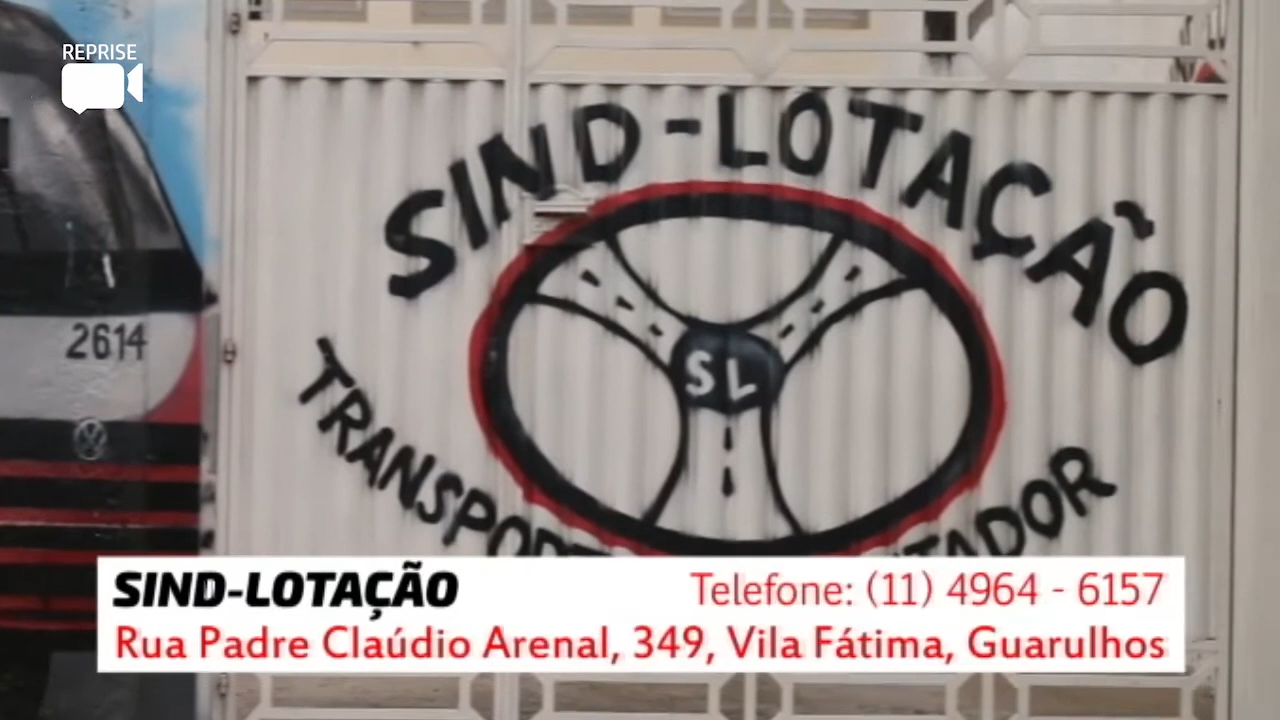 REPRISE
SIND-LOTAÇÃO
2614
SL
SIND-LOTAÇÃO
Telefone: (11) 4964 - 6157
Rua Padre Claúdio Arenal, 349, Vila Fátima, Guarulhos